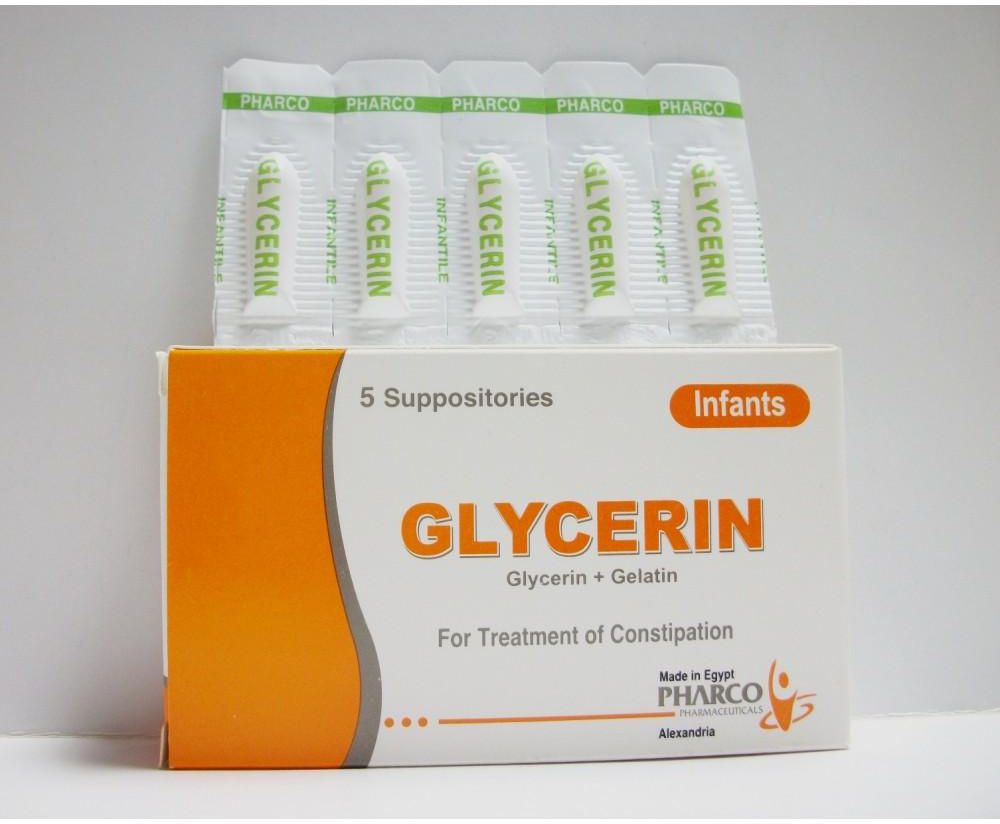 PHARCO PHARCO PHARCO PHARCO PHARCO
GLYCERIN GLYCERIN GLYCERIN GLYCERIN GLYCERIN
INFANTILE INFANTILE INFANTILE INFANTILE
5 Suppositories
Infants
GLYCERIN
Glycerin + Gelatin
For Treatment of Constipation
Made in Egypt
PHARCO
PHARMACEUTICALS
Alexandria